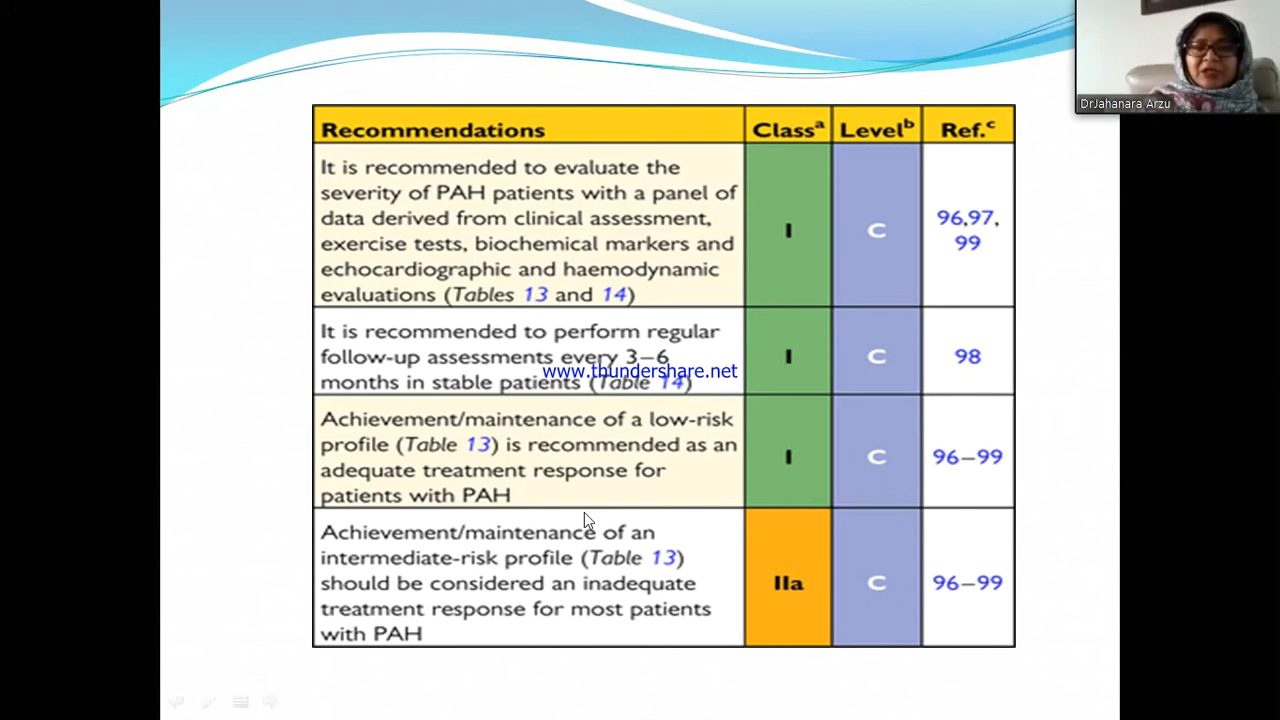 DrJahanara Arzu
Recommendations Classᵃ Levelᵇ Ref.ᶜ
It is recommended to evaluate the
severity of PAH patients with a panel of
data derived from clinical assessment,
exercise tests, biochemical markers and
echocardiographic and haemodynamic
evaluations (Tables 13 and 14)
I
C
96,97,
99
It is recommended to perform regular
follow-up assessments every 3–6
months in stable patients (Table 14)
I
C
98
www.thundershare.net
Achievement/maintenance of a low-risk
profile (Table 13) is recommended as an
adequate treatment response for
patients with PAH
I
C
96–99
Achievement/maintenance of an
intermediate-risk profile (Table 13)
should be considered an inadequate
treatment response for most patients
with PAH
IIa
C
96–99